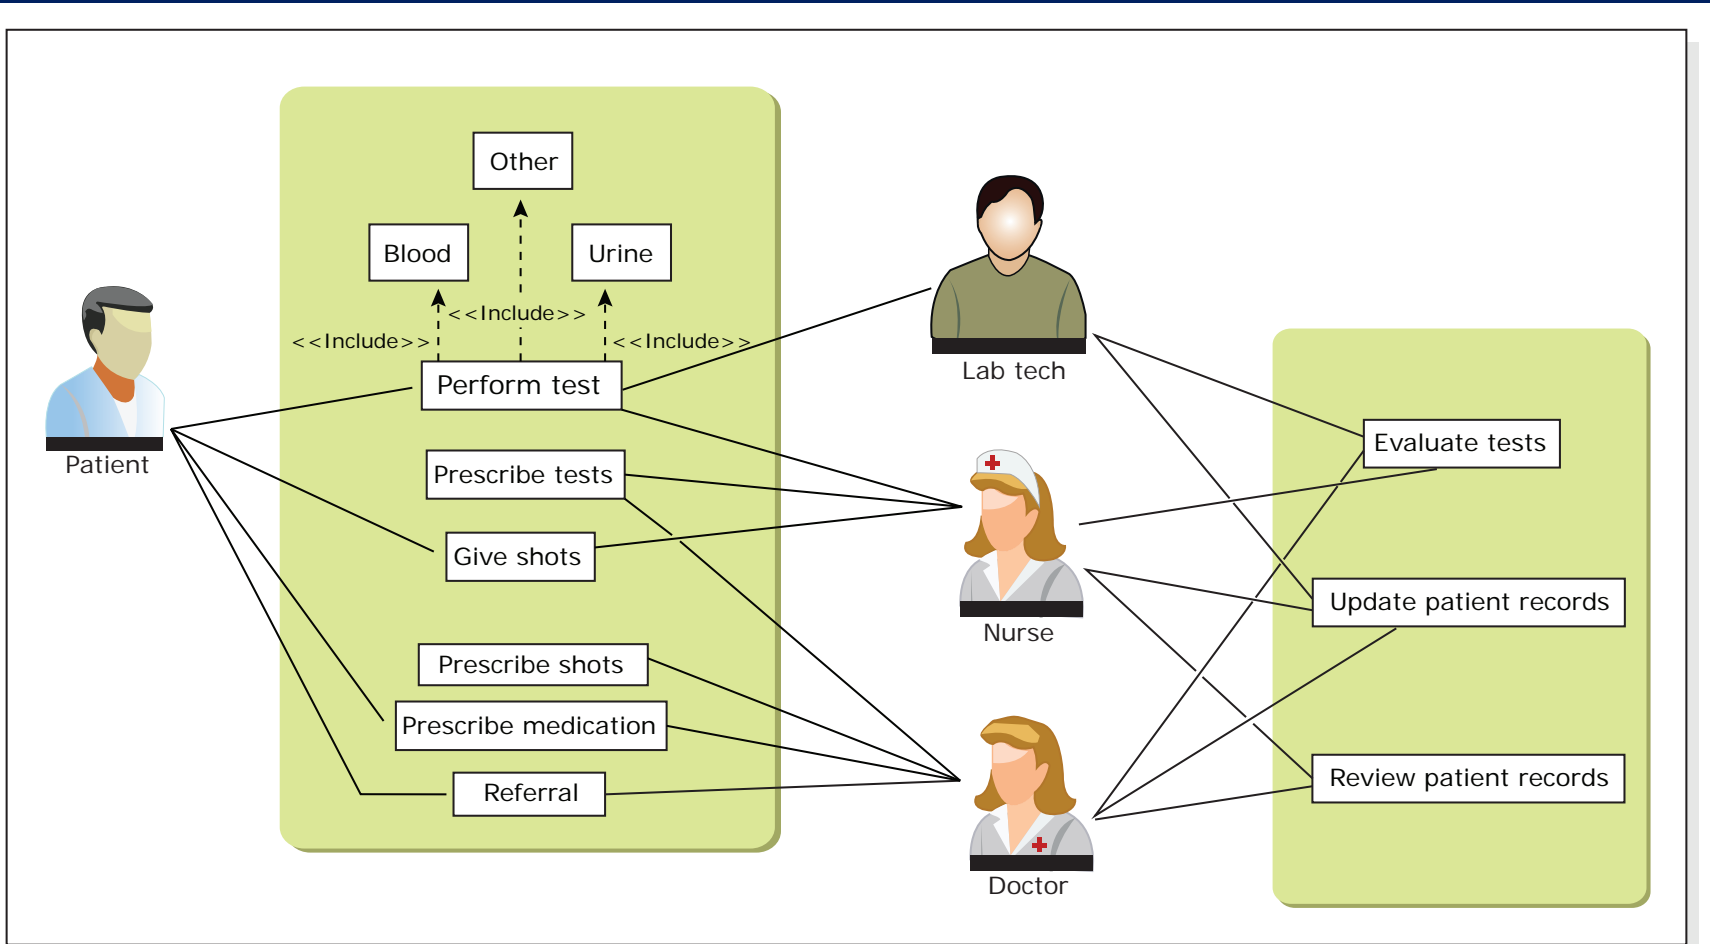 Other
Blood
Urine
<<Include>>
<<Include>>
<<Include>>
Perform test
Patient
Prescribe tests
Give shots
Prescribe shots
Prescribe medication
Referral
Lab tech
Nurse
Doctor
Evaluate tests
Update patient records
Review patient records